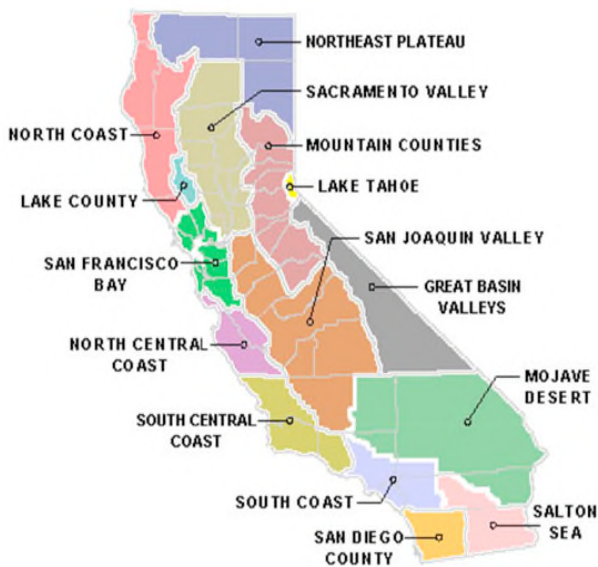 NORTHEAST PLATEAU
SACRAMENTO VALLEY
NORTH COAST
MOUNTAIN COUNTIES
LAKE TAHOE
LAKE COUNTY
SAN JOAQUIN VALLEY
SAN FRANCISCO
BAY
GREAT BASIN
VALLEYS
NORTH CENTRAL
COAST
MOJAVE
DESERT
SOUTH CENTRAL
COAST
SOUTH COAST
SALTON
SEA
SAN DIEGO
COUNTY